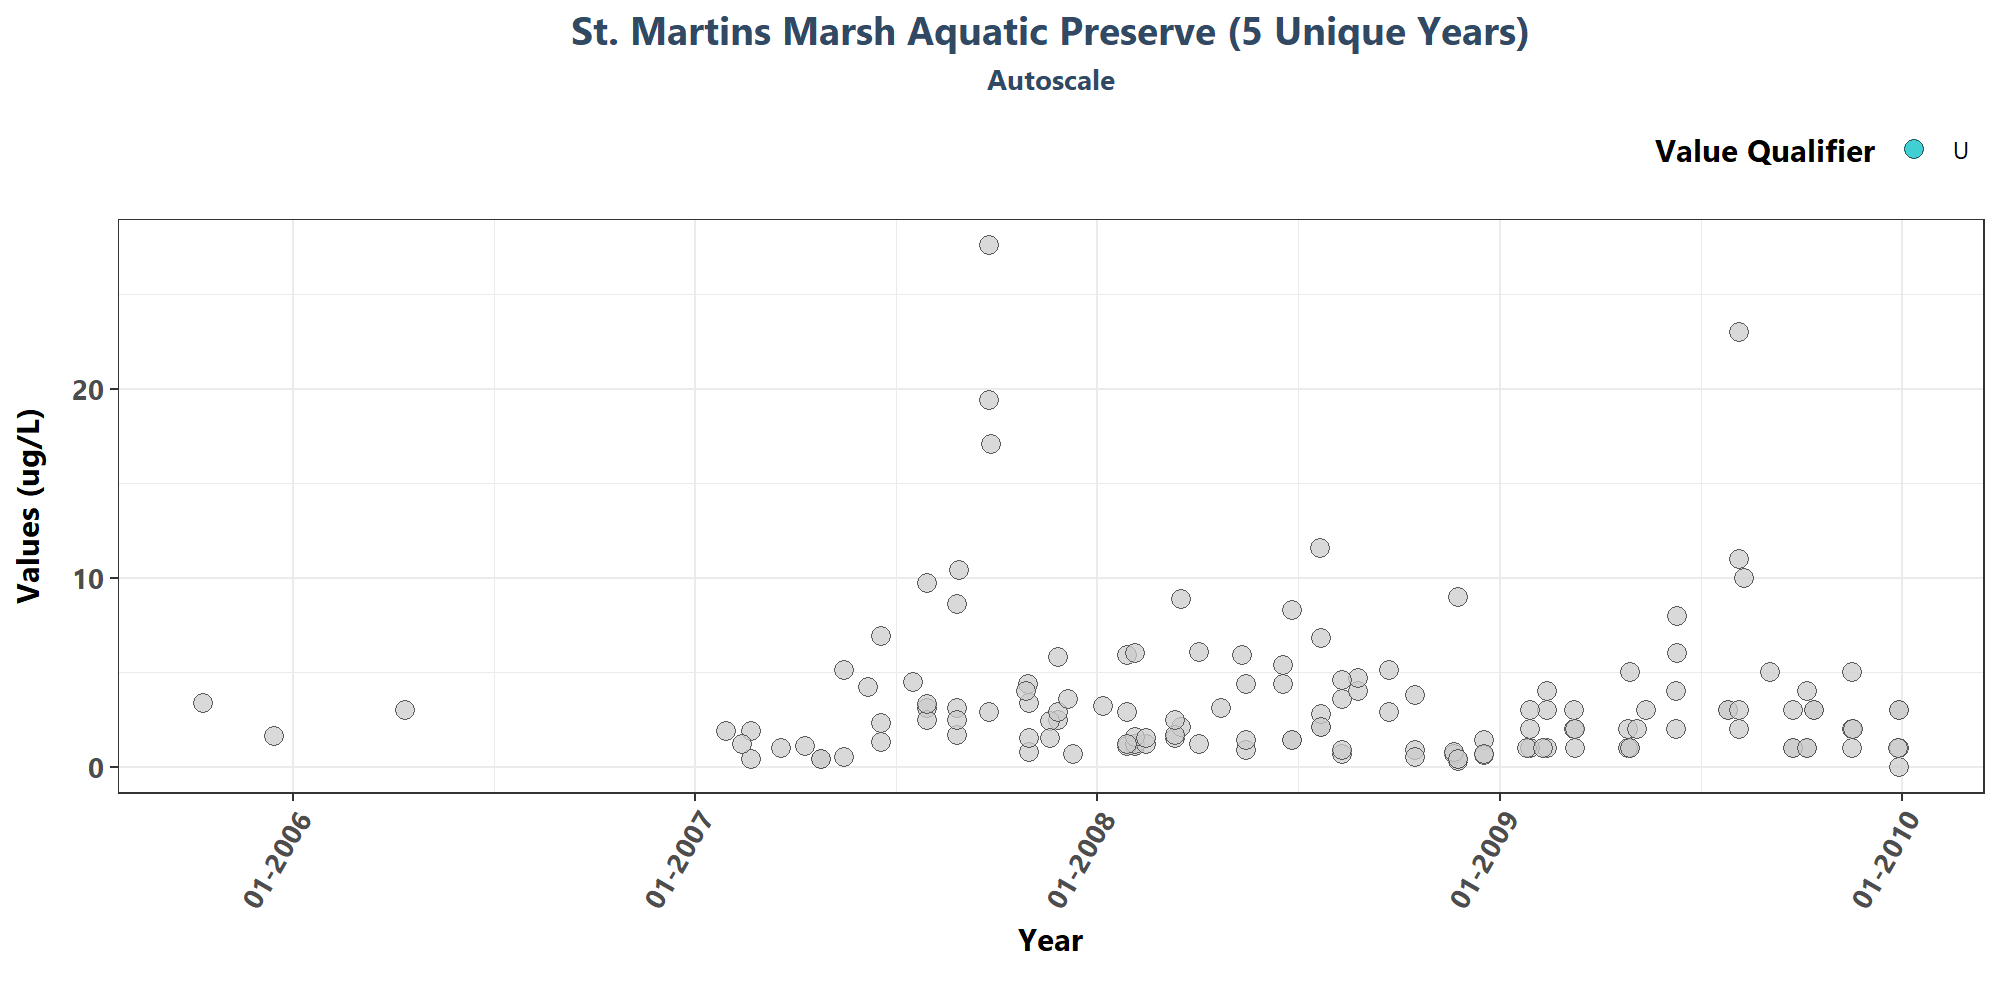 St. Martins Marsh Aquatic Preserve (5 Unique Years)
Autoscale
Value Qualifier U
Values (ug/L)
20
10
0
01-2006
01-2007
01-2008
01-2009
01-2010
Year